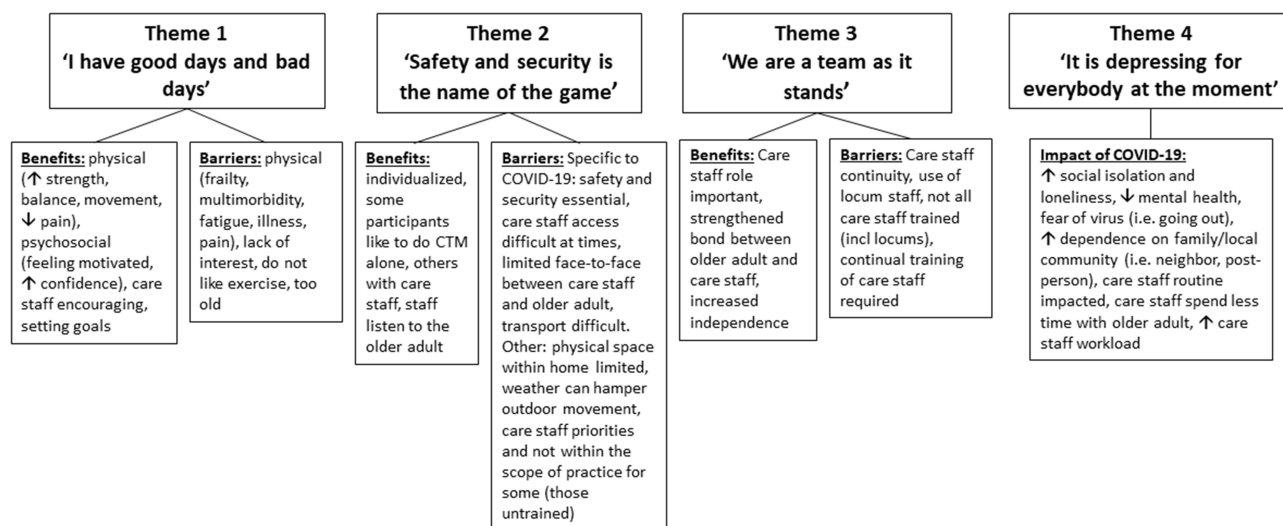 Theme 1
‘I have good days and bad
days’
Benefits: physical
(↑ strength,
balance, movement,
↓ pain),
psychosocial
(feeling motivated,
↑ confidence), care
staff encouraging,
setting goals
Barriers: physical
(frailty,
multimorbidity,
fatigue, illness,
pain), lack of
interest, do not
like exercise, too
old
Theme 2
‘Safety and security is
the name of the game’
Benefits:
individualized,
some
participants
like to do CTM
alone, others
with care
staff, staff
listen to the
older adult
Barriers: Specific to
COVID-19: safety and
security essential,
care staff access
difficult at times,
limited face-to-face
between care staff
and older adult,
transport difficult.
Other: physical space
within home limited,
weather can hamper
outdoor movement,
care staff priorities
and not within the
scope of practice for
some (those
untrained)
Theme 3
‘We are a team as it
stands’
Benefits: Care
staff role
important,
strengthened
bond between
older adult and
care staff,
increased
independence
Barriers: Care staff
continuity, use of
locum staff, not all
care staff trained
(incl locums),
continual training
of care staff
required
Theme 4
‘It is depressing for
everybody at the moment’
Impact of COVID-19:
↑ social isolation and
loneliness, ↓ mental health,
fear of virus (i.e. going out),
↑ dependence on family/local
community (i.e. neighbor, post-
person), care staff routine
impacted, care staff spend less
time with older adult, ↑ care
staff workload